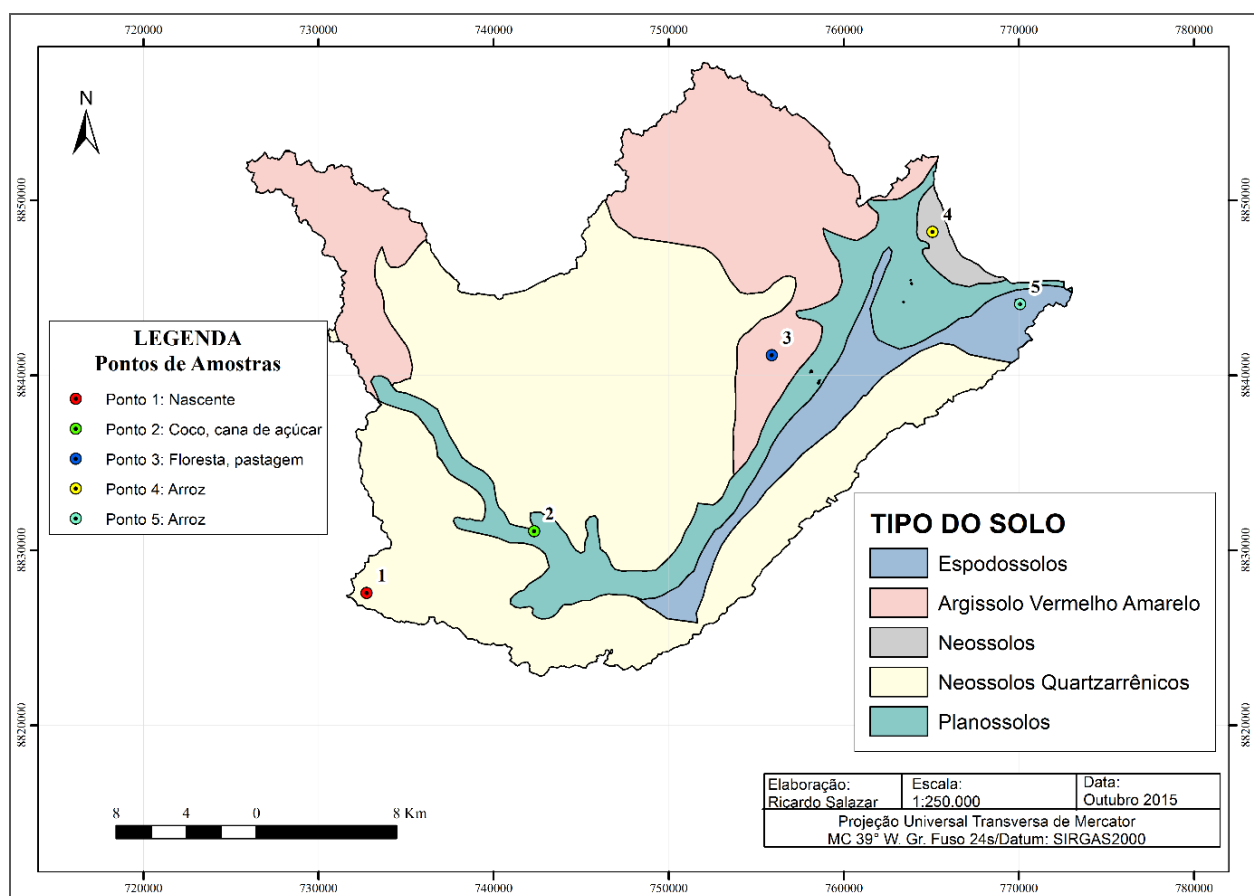 720000 730000 740000 750000 760000 770000 780000
N
8850000 8850000
4
5
3
8840000 8840000
LEGENDA
Pontos de Amostras
Ponto 1: Nascente
Ponto 2: Coco, cana de açúcar
Ponto 3: Floresta, pastagem
Ponto 4: Arroz
Ponto 5: Arroz
2
8830000 8830000
1
TIPO DO SOLO
Espodossolos
Argissolo Vermelho Amarelo
Neossolos
Neossolos Quartzarrênicos
Planossolos
8820000 8820000
Elaboração: Escala: Data:
Ricardo Salazar 1:250.000 Outubro 2015
Projeção Universal Transversa de Mercator
MC 39° W. Gr. Fuso 24s/Datum: SIRGAS2000
8 4 0 8 Km
720000 730000 740000 750000 760000 770000 780000